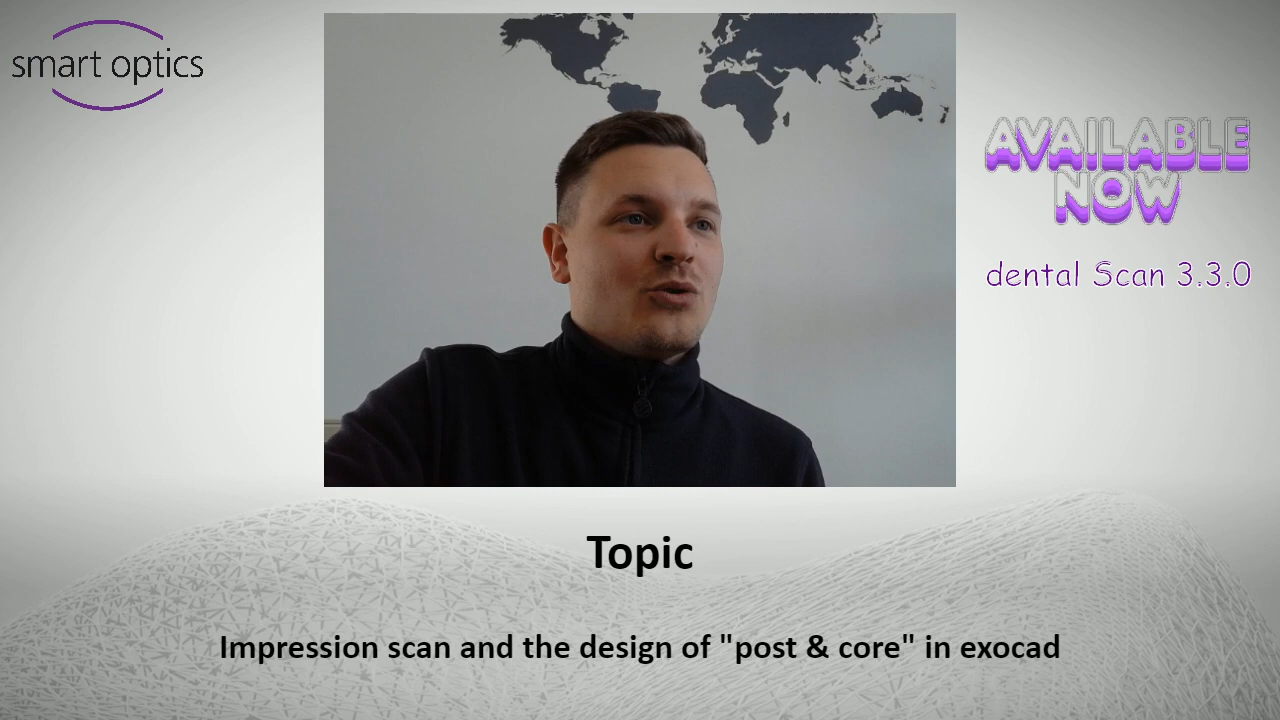 smart optics
AVAILABLE
NOW
dental Scan 3.3.0
Topic
Impression scan and the design of "post & core" in exocad